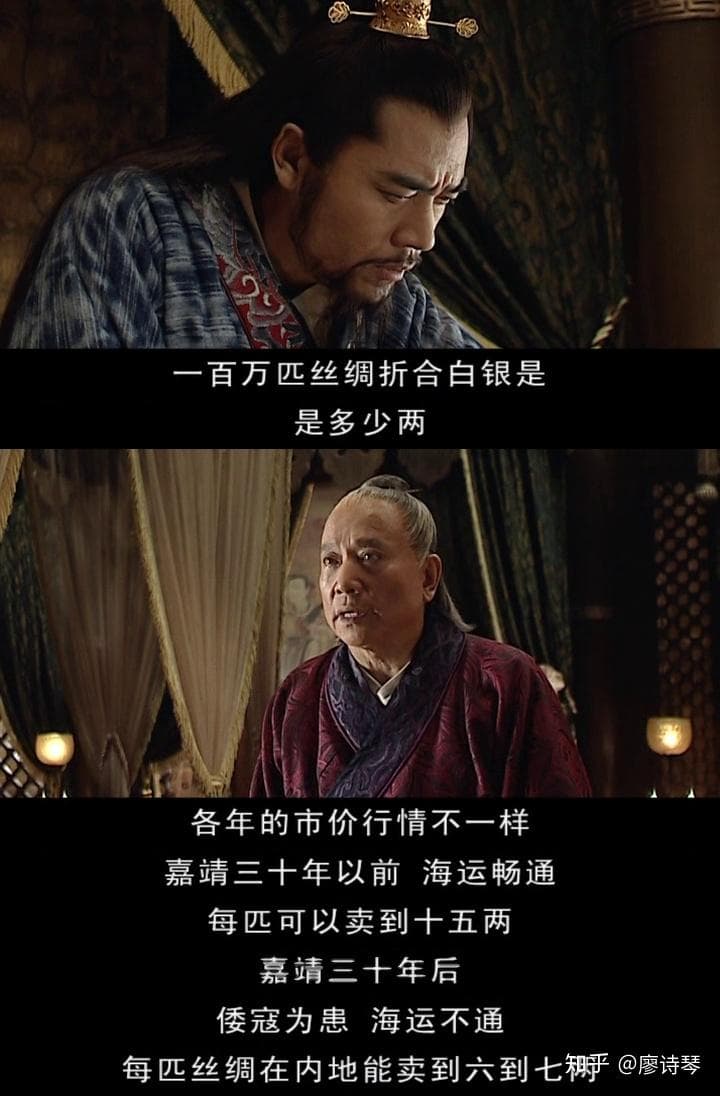 一百万匹丝绸折合白银是
是多少两
各年的市价行情不一样
嘉靖三十年以前 海运畅通
每匹可以卖到十五两
嘉靖三十年后
倭寇为患 海运不通
每匹丝绸在内地能卖到六到七两
知乎 @廖诗琴